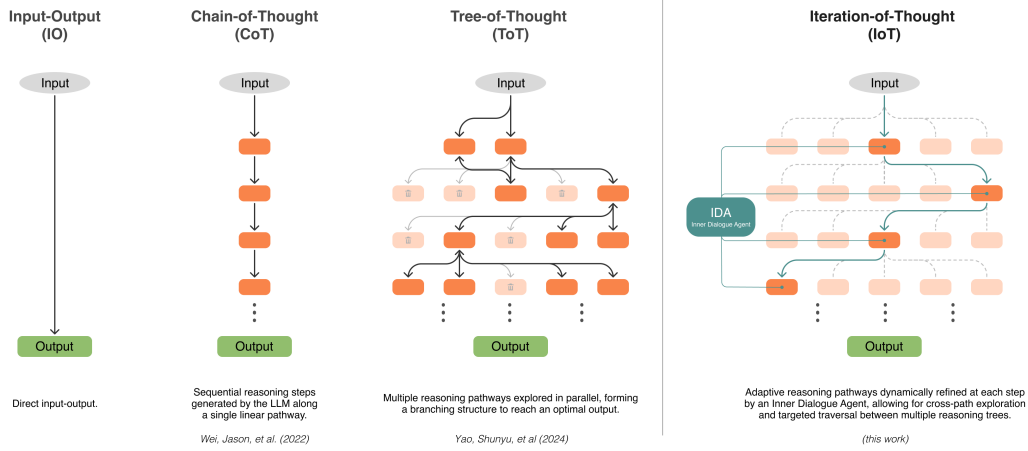 Input-Output
(IO)
Input
Output
Direct input-output.
Chain-of-Thought
(CoT)
Input
Output
Sequential reasoning steps
generated by the LLM along
a single linear pathway.
Wei, Jason, et al. (2022)
Tree-of-Thought
(ToT)
Input
Output
Multiple reasoning pathways explored in parallel, forming
a branching structure to reach an optimal output.
Yao, Shunyu, et al (2024)
Iteration-of-Thought
(IoT)
Input
IDA
Inner Dialogue Agent
Output
Adaptive reasoning pathways dynamically refined at each step
by an Inner Dialogue Agent, allowing for cross-path exploration
and targeted traversal between multiple reasoning trees.
(this work)